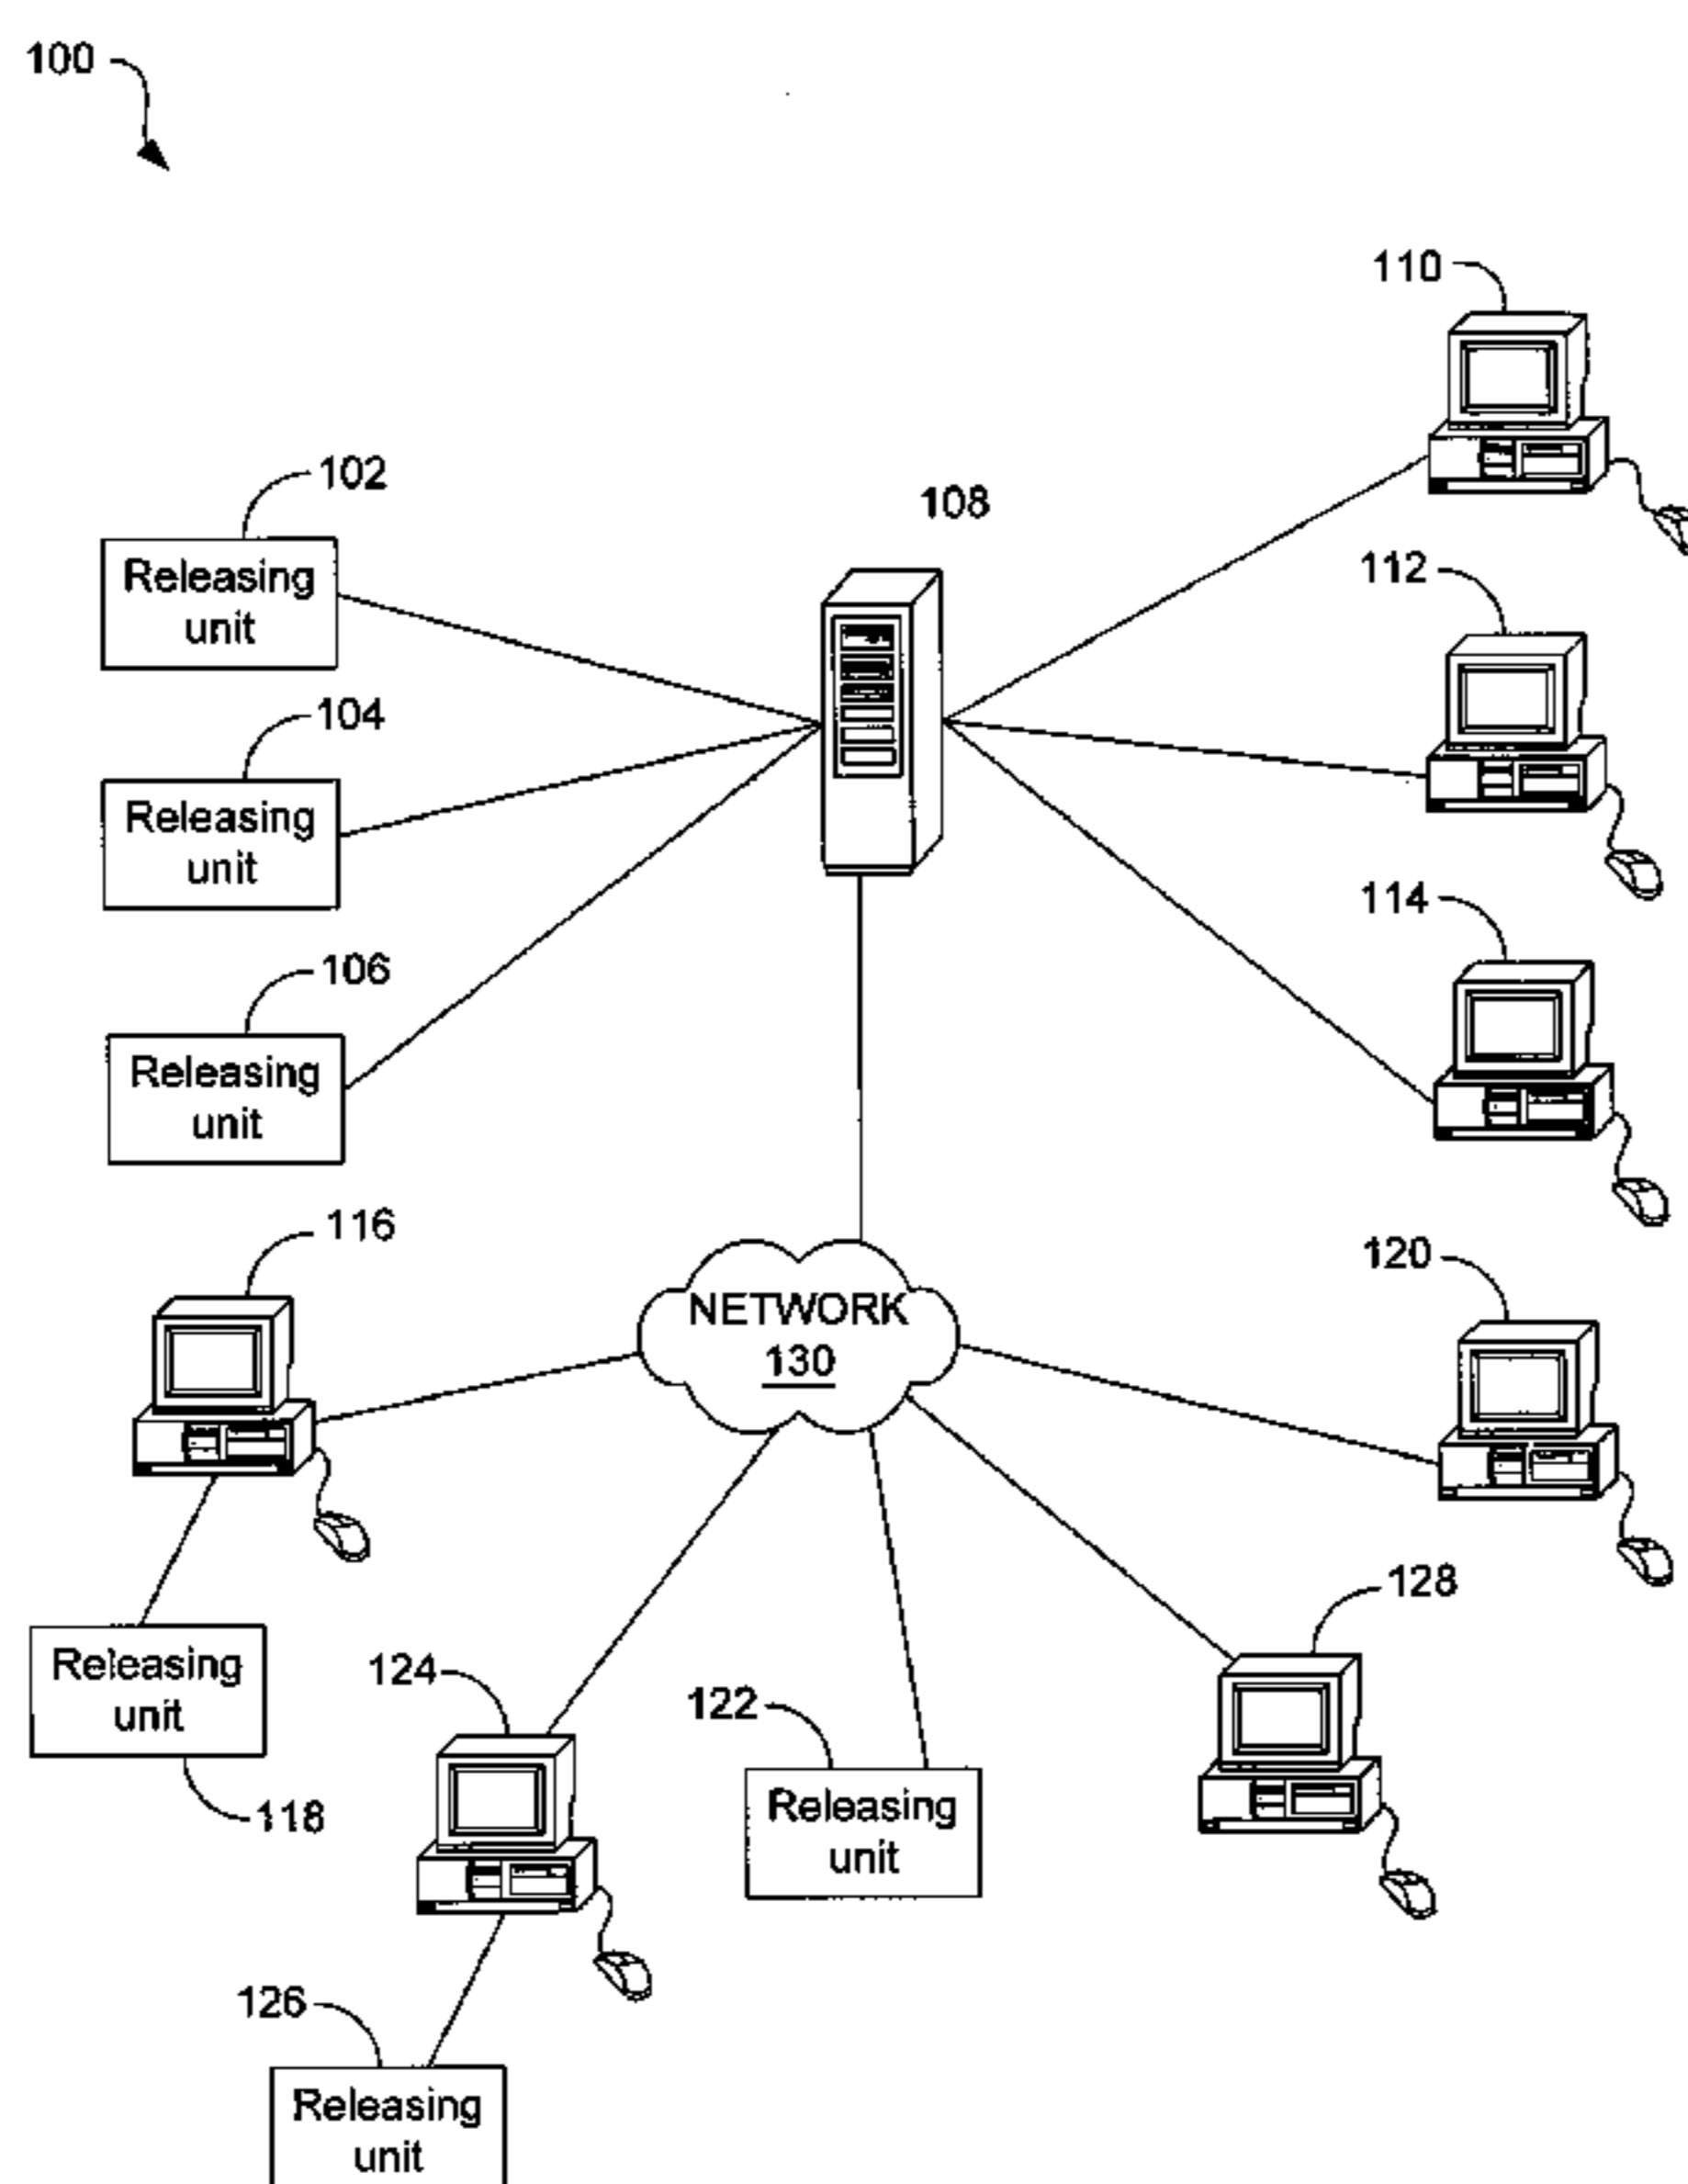 100
110
102
108
Releasing
unit
112
104
Releasing
unit
114
106
Releasing
unit
116
120
NETWORK
130
128
Releasing
unit
124
122
118
Releasing
unit
126
Releasing
unit